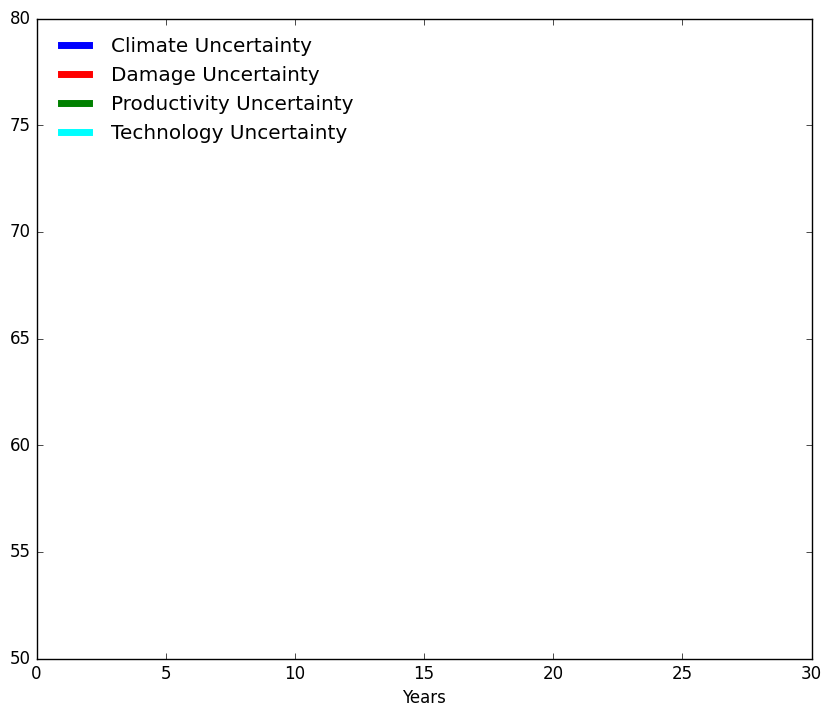 80
Climate Uncertainty
Damage Uncertainty
Productivity Uncertainty
Technology Uncertainty
75
70
65
60
55
50
0 5 10 15 20 25 30
Years